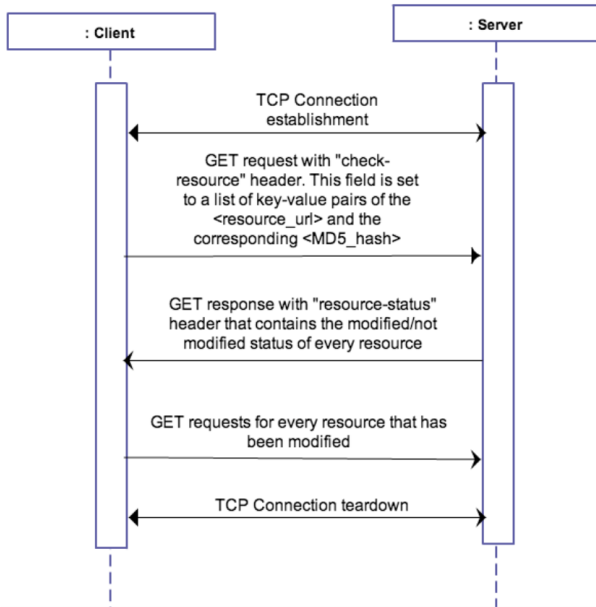 : Client
: Server
TCP Connection
establishment
GET request with "check-
resource" header. This field is set
to a list of key-value pairs of the
<resource_url> and the
corresponding <MD5_hash>
GET response with "resource-status"
header that contains the modified/not
modified status of every resource
GET requests for every resource that has
been modified
TCP Connection teardown